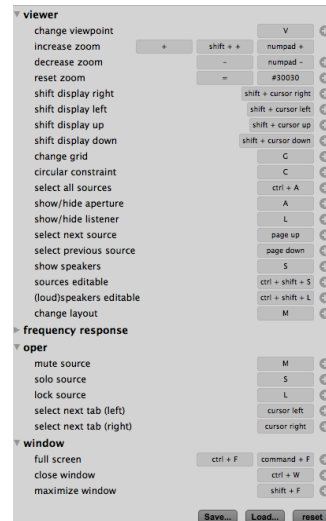 viewer
change viewpoint V
increase zoom + shift + + numpad +
decrease zoom - numpad -
reset zoom = #30030
shift display right shift + cursor right
shift display left shift + cursor left
shift display up shift + cursor up
shift display down shift + cursor down
change grid G
circular constraint C
select all sources ctrl + A
show/hide aperture A
show/hide listener L
select next source page up
select previous source page down
show speakers S
sources editable ctrl + shift + S
(loud)speakers editable ctrl + shift + L
change layout M
frequency response
oper
mute source M
solo source S
lock source L
select next tab (left) cursor left
select next tab (right) cursor right
window
full screen ctrl + F command + F
close window ctrl + W
maximize window shift + F
Save... Load... reset